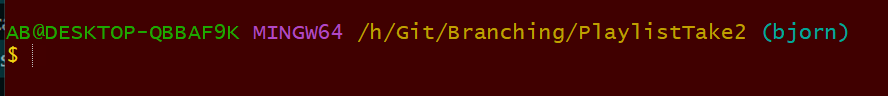 AB@DESKTOP-QBBAF9K MINGW64 /h/Git/Branching/PlaylistTake2 (bjorn)
$